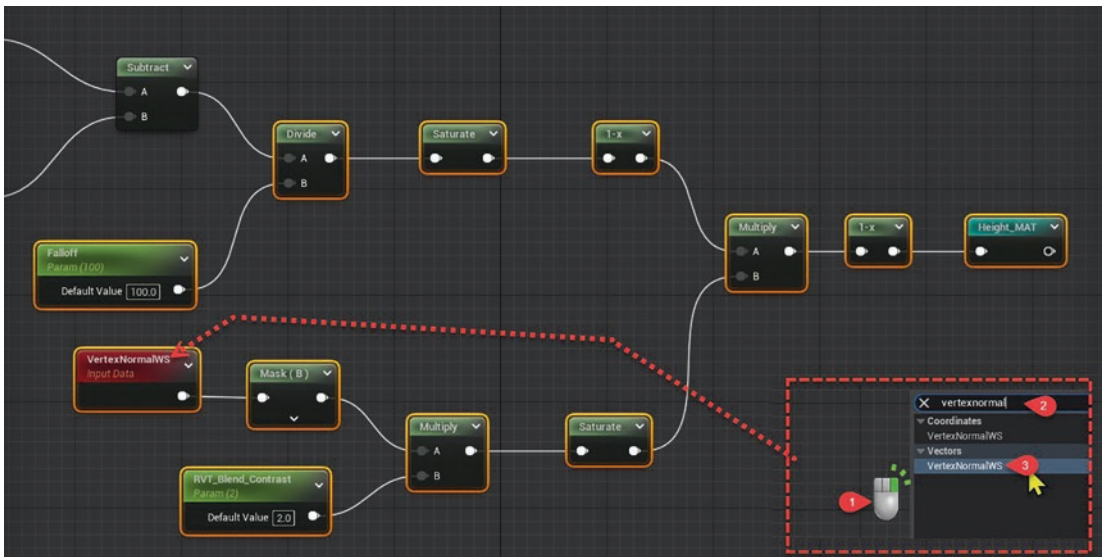 Subtract
A
B
Divide
A
B
Saturate
1-x
Falloff
Param (100)
Default Value 100.0
Multiply
A
B
1-x
Height_MAT
VertexNormalWS
Input Data
Mask ( B )
Multiply
A
B
Saturate
RVT_Blend_Contrast
Param (2)
Default Value 2.0
1
vertexnormal 2
Coordinates
VertexNormalWS
Vectors
VertexNormalWS 3